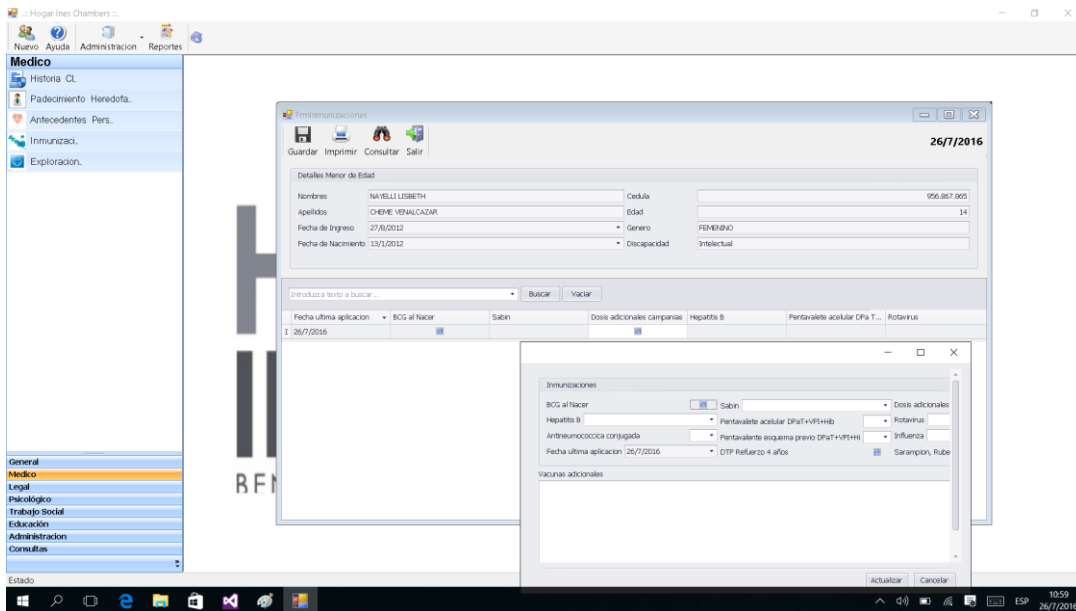 ..: Hogar Ines Chambers :..
Nuevo Ayuda Administracion Reportes
Medico
Historia Cl.
Padecimiento Heredofa..
Antecedentes Pers..
Inmunizaci..
Exploracion..
General
Medico
Legal
Psicológico
Trabajo Social
Educación
Administracion
Consultas
Estado
FrmInmunizaciones
Guardar Imprimir Consultar Salir
26/7/2016
Detalles Menor de Edad
Nombres NAYELLI LISBETH Cedula 956.867.865
Apellidos CHEME VENALCAZAR Edad 14
Fecha de Ingreso 27/8/2012 Genero FEMENINO
Fecha de Nacimiento 13/1/2012 Discapacidad Intelectual
Introduzca texto a buscar... Buscar Vaciar
Fecha ultima aplicacion BCG al Nacer Sabin Dosis adicionales campanias Hepatitis B Pentavalete acelular DPa T... Rotavirus
26/7/2016
BEN
Inmunizaciones
BCG al Nacer Sabin Dosis adicionales
Hepatitis B Pentavalete acelular DPaT+VPI+Hib Rotavirus
Antineumococcica conjugada Pentavalente esquema previo DPaT+VPI+Hi Influenza
Fecha ultima aplicacion 26/7/2016 DTP Refuerzo 4 años Sarampion, Rube
Vacunas adicionales
Actualizar Cancelar
ESP 10:59
26/7/2016